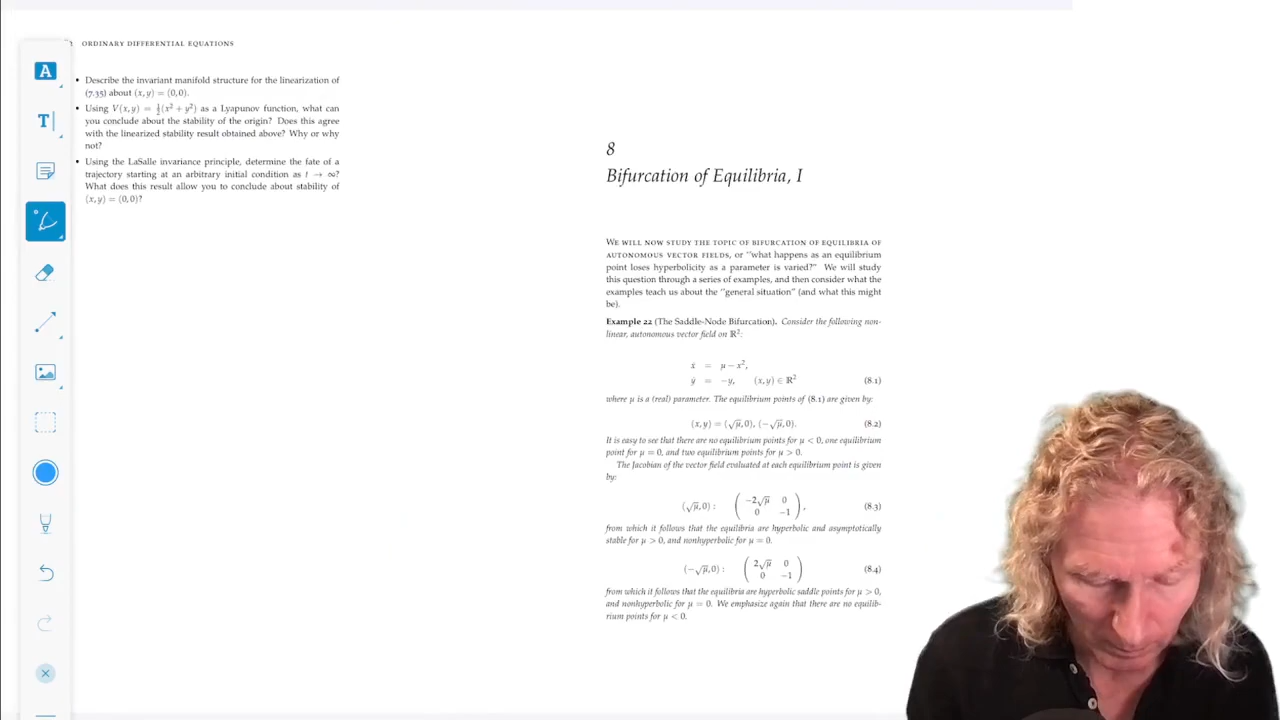 ORDINARY DIFFERENTIAL EQUATIONS
• Describe the invariant manifold structure for the linearization of
(7.35) about (x, y) = (0,0).
• Using V(x, y) = ½(x² + y²) as a Lyapunov function, what can
you conclude about the stability of the origin? Does this agree
with the linearized stability result obtained above? Why or why
not?
• Using the LaSalle invariance principle, determine the fate of a
trajectory starting at an arbitrary initial condition as t → ∞?
What does this result allow you to conclude about stability of
(x, y) = (0,0)?
8
Bifurcation of Equilibria, I
WE WILL NOW STUDY THE TOPIC OF BIFURCATION OF EQUILIBRIA OF
AUTONOMOUS VECTOR FIELDS, or "what happens as an equilibrium
point loses hyperbolicity as a parameter is varied?" We will study
this question through a series of examples, and then consider what the
examples teach us about the "general situation" (and what this might
be).
Example 22 (The Saddle-Node Bifurcation). Consider the following non-
linear, autonomous vector field on ℝ²:
ẋ = μ − x²,
ẏ = −y, (x, y) ∈ ℝ² (8.1)
where μ is a (real) parameter. The equilibrium points of (8.1) are given by:
(x, y) = (√μ, 0), (−√μ, 0). (8.2)
It is easy to see that there are no equilibrium points for μ < 0, one equilibrium
point for μ = 0, and two equilibrium points for μ > 0.
The Jacobian of the vector field evaluated at each equilibrium point is given
by:
(√μ, 0) : ( −2√μ 0
0 −1 ), (8.3)
from which it follows that the equilibria are hyperbolic and asymptotically
stable for μ > 0, and nonhyperbolic for μ = 0.
(−√μ, 0) : ( 2√μ 0
0 −1 ) (8.4)
from which it follows that the equilibria are hyperbolic saddle points for μ > 0,
and nonhyperbolic for μ = 0. We emphasize again that there are no equilib-
rium points for μ < 0.
A
T